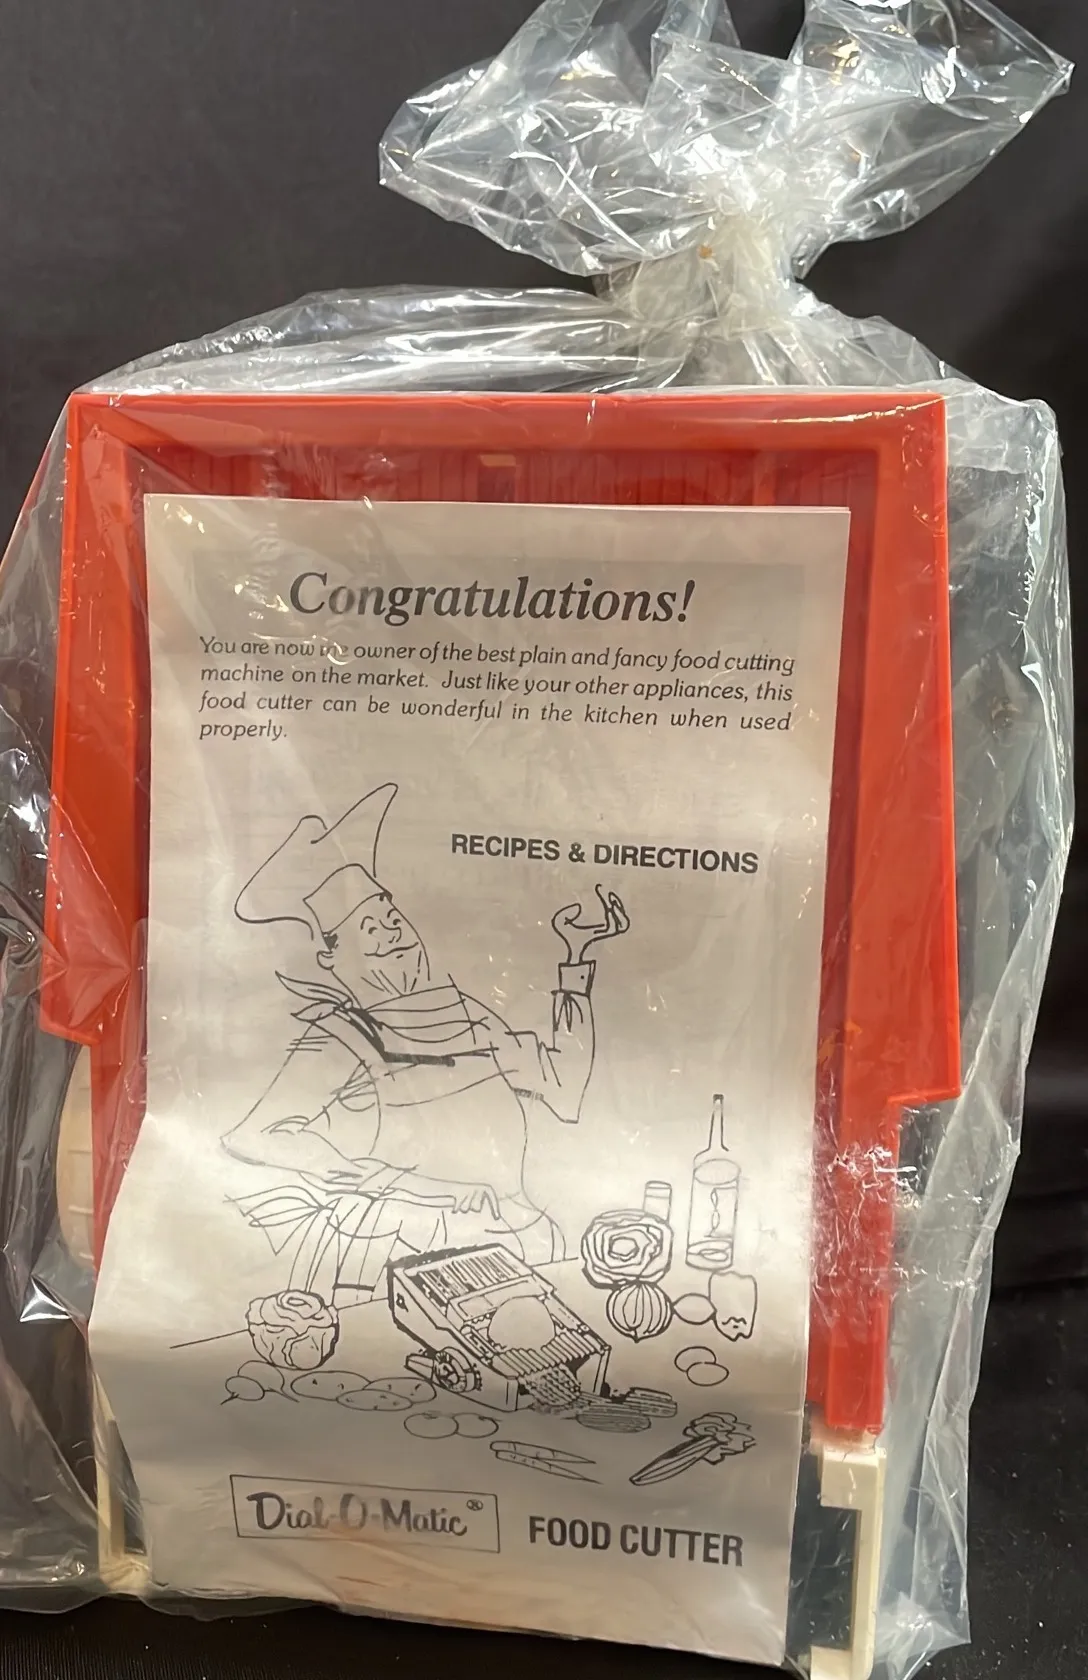 Congratulations!
You are now the owner of the best plain and fancy food cutting
machine on the market. Just like your other appliances, this
food cutter can be wonderful in the kitchen when used
properly.
RECIPES & DIRECTIONS
Dial-O-Matic®
FOOD CUTTER